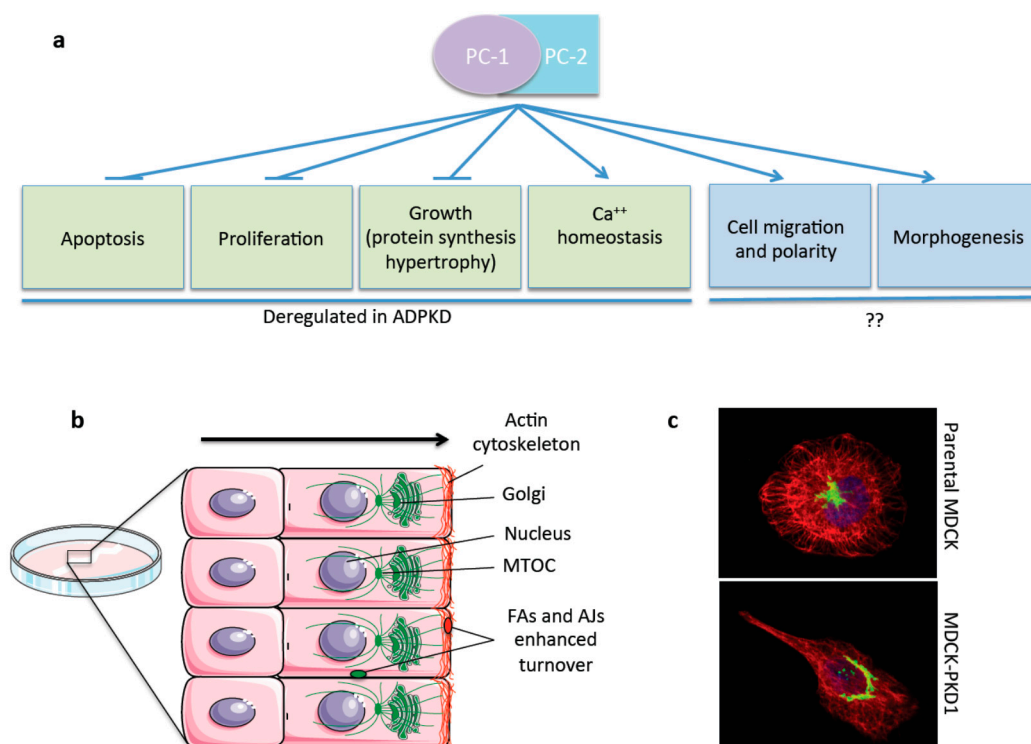 a
PC-1
PC-2
Apoptosis
Proliferation
Growth
(protein synthesis
hypertrophy)
Ca++
homeostasis
Cell migration
and polarity
Morphogenesis
Deregulated in ADPKD
??
b
Actin
cytoskeleton
Golgi
Nucleus
MTOC
FAs and AJs
enhanced
turnover
c
Parental MDCK
MDCK-PKD1